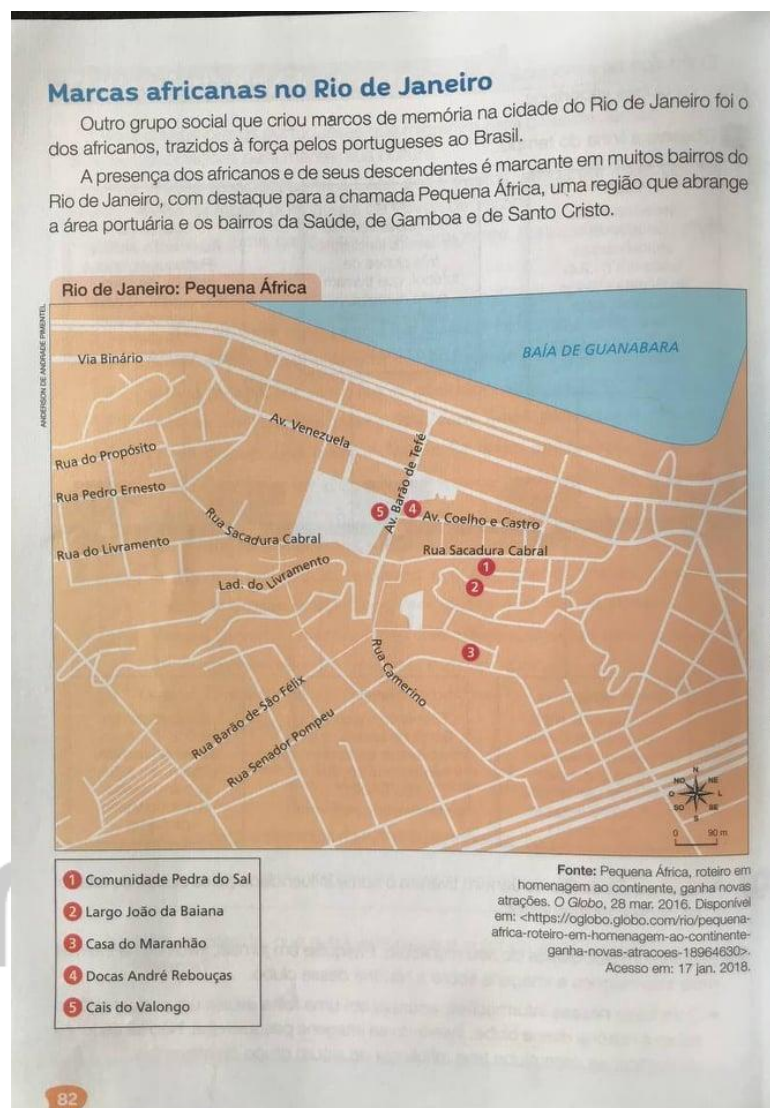 Marcas africanas no Rio de Janeiro
Outro grupo social que criou marcos de memória na cidade do Rio de Janeiro foi o
dos africanos, trazidos à força pelos portugueses ao Brasil.
A presença dos africanos e de seus descendentes é marcante em muitos bairros do
Rio de Janeiro, com destaque para a chamada Pequena África, uma região que abrange
a área portuária e os bairros da Saúde, de Gamboa e de Santo Cristo.
Rio de Janeiro: Pequena África
ANDERSON DE ANDRADE PIMENTEL
BAÍA DE GUANABARA
Via Binário
Av. Venezuela
Av. Barão de Tefé
Rua do Propósito
Rua Pedro Ernesto
Rua Sacadura Cabral
5
4
Av. Coelho e Castro
Rua do Livramento
Rua Sacadura Cabral
1
Lad. do Livramento
2
3
Rua Camerino
Rua Barão de São Félix
Rua Senador Pompeu
N
NO
NE
O
L
SO
SE
S
0 90 m
1 Comunidade Pedra do Sal
2 Largo João da Baiana
3 Casa do Maranhão
4 Docas André Rebouças
5 Cais do Valongo
Fonte: Pequena África, roteiro em
homenagem ao continente, ganha novas
atrações. O Globo, 28 mar. 2016. Disponível
em: <https://oglobo.globo.com/rio/pequena-
africa-roteiro-em-homenagem-ao-continente-
ganha-novas-atracoes-18964630>.
Acesso em: 17 jan. 2018.
82